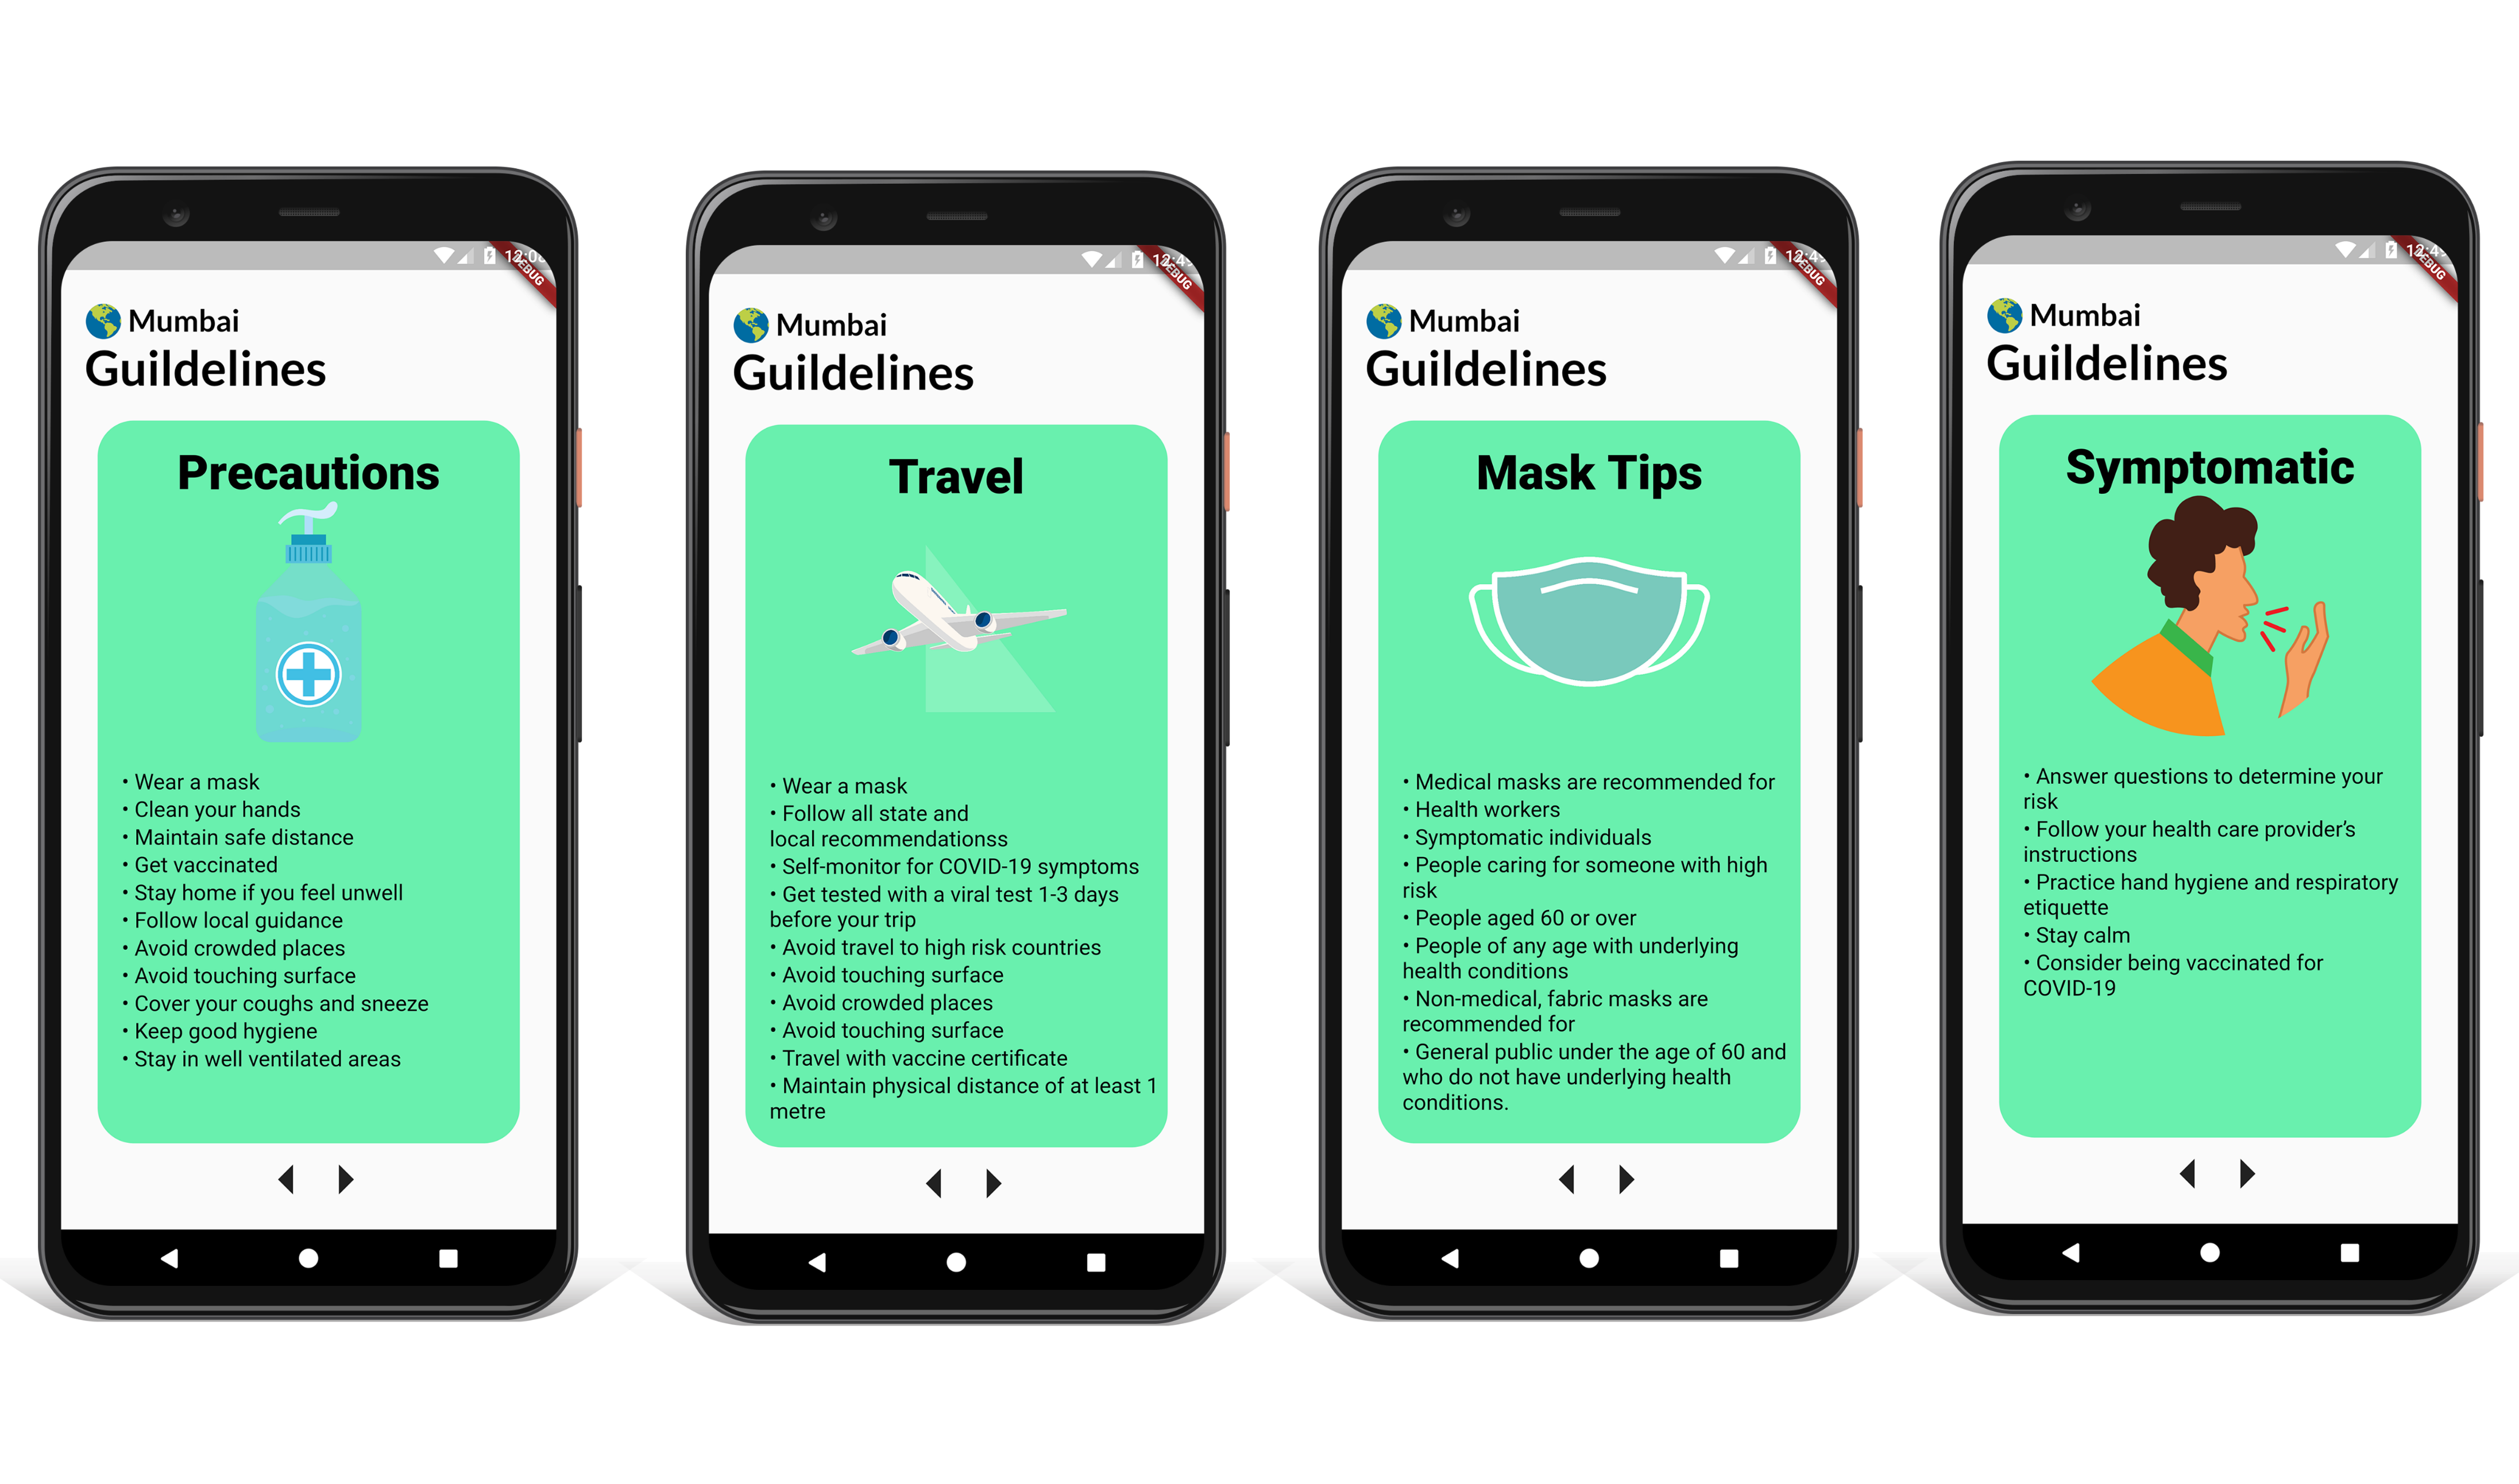 12:0
DEBUG
Mumbai
Guildelines
Precautions
• Wear a mask
• Clean your hands
• Maintain safe distance
• Get vaccinated
• Stay home if you feel unwell
• Follow local guidance
• Avoid crowded places
• Avoid touching surface
• Cover your coughs and sneeze
• Keep good hygiene
• Stay in well ventilated areas
12:4
DEBUG
Mumbai
Guildelines
Travel
• Wear a mask
• Follow all state and
local recommendationss
• Self-monitor for COVID-19 symptoms
• Get tested with a viral test 1-3 days
before your trip
• Avoid travel to high risk countries
• Avoid touching surface
• Avoid crowded places
• Avoid touching surface
• Travel with vaccine certificate
• Maintain physical distance of at least 1
metre
12:4
DEBUG
Mumbai
Guildelines
Mask Tips
• Medical masks are recommended for
• Health workers
• Symptomatic individuals
• People caring for someone with high
risk
• People aged 60 or over
• People of any age with underlying
health conditions
• Non-medical, fabric masks are
recommended for
• General public under the age of 60 and
who do not have underlying health
conditions.
12:4
DEBUG
Mumbai
Guildelines
Symptomatic
• Answer questions to determine your
risk
• Follow your health care provider’s
instructions
• Practice hand hygiene and respiratory
etiquette
• Stay calm
• Consider being vaccinated for
COVID-19